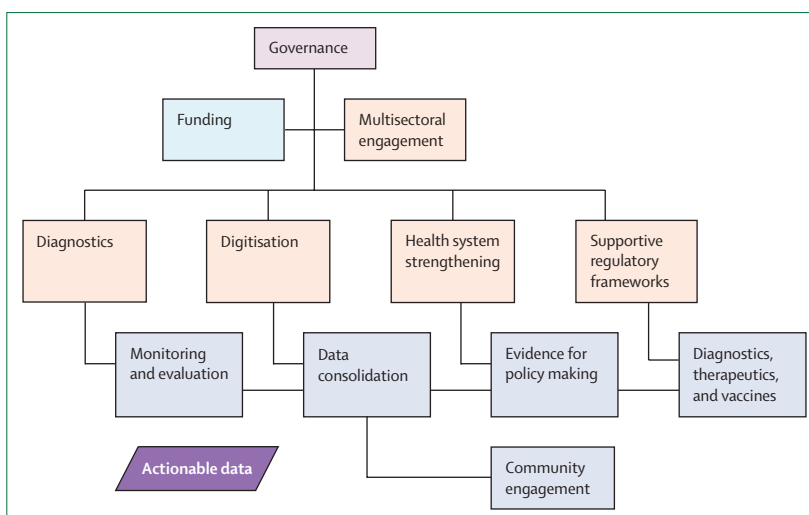 Governance
Funding
Multisectoral
engagement
Diagnostics
Digitisation
Health system
strengthening
Supportive
regulatory
frameworks
Monitoring
and evaluation
Data
consolidation
Evidence for
policy making
Diagnostics,
therapeutics,
and vaccines
Actionable data
Community
engagement